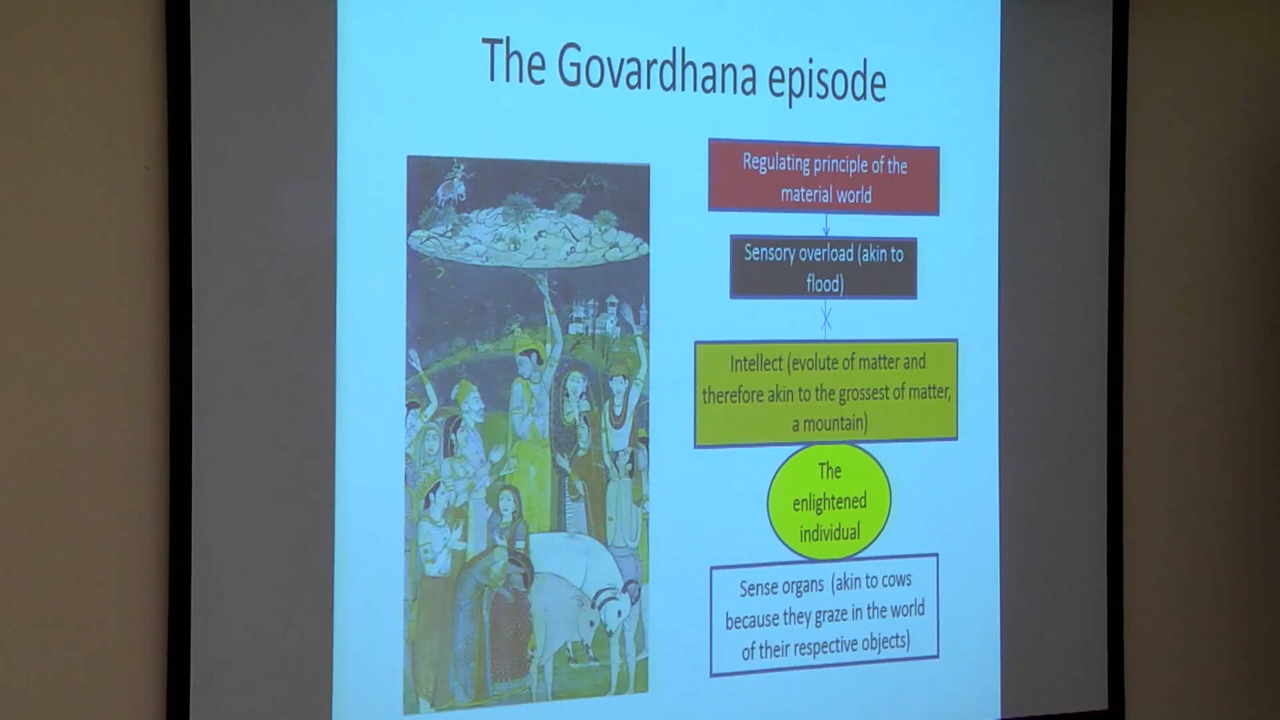 The Govardhana episode
Regulating principle of the
material world
Sensory overload (akin to
flood)
Intellect (evolute of matter and
therefore akin to the grossest of matter,
a mountain)
The
enlightened
individual
Sense organs (akin to cows
because they graze in the world
of their respective objects)